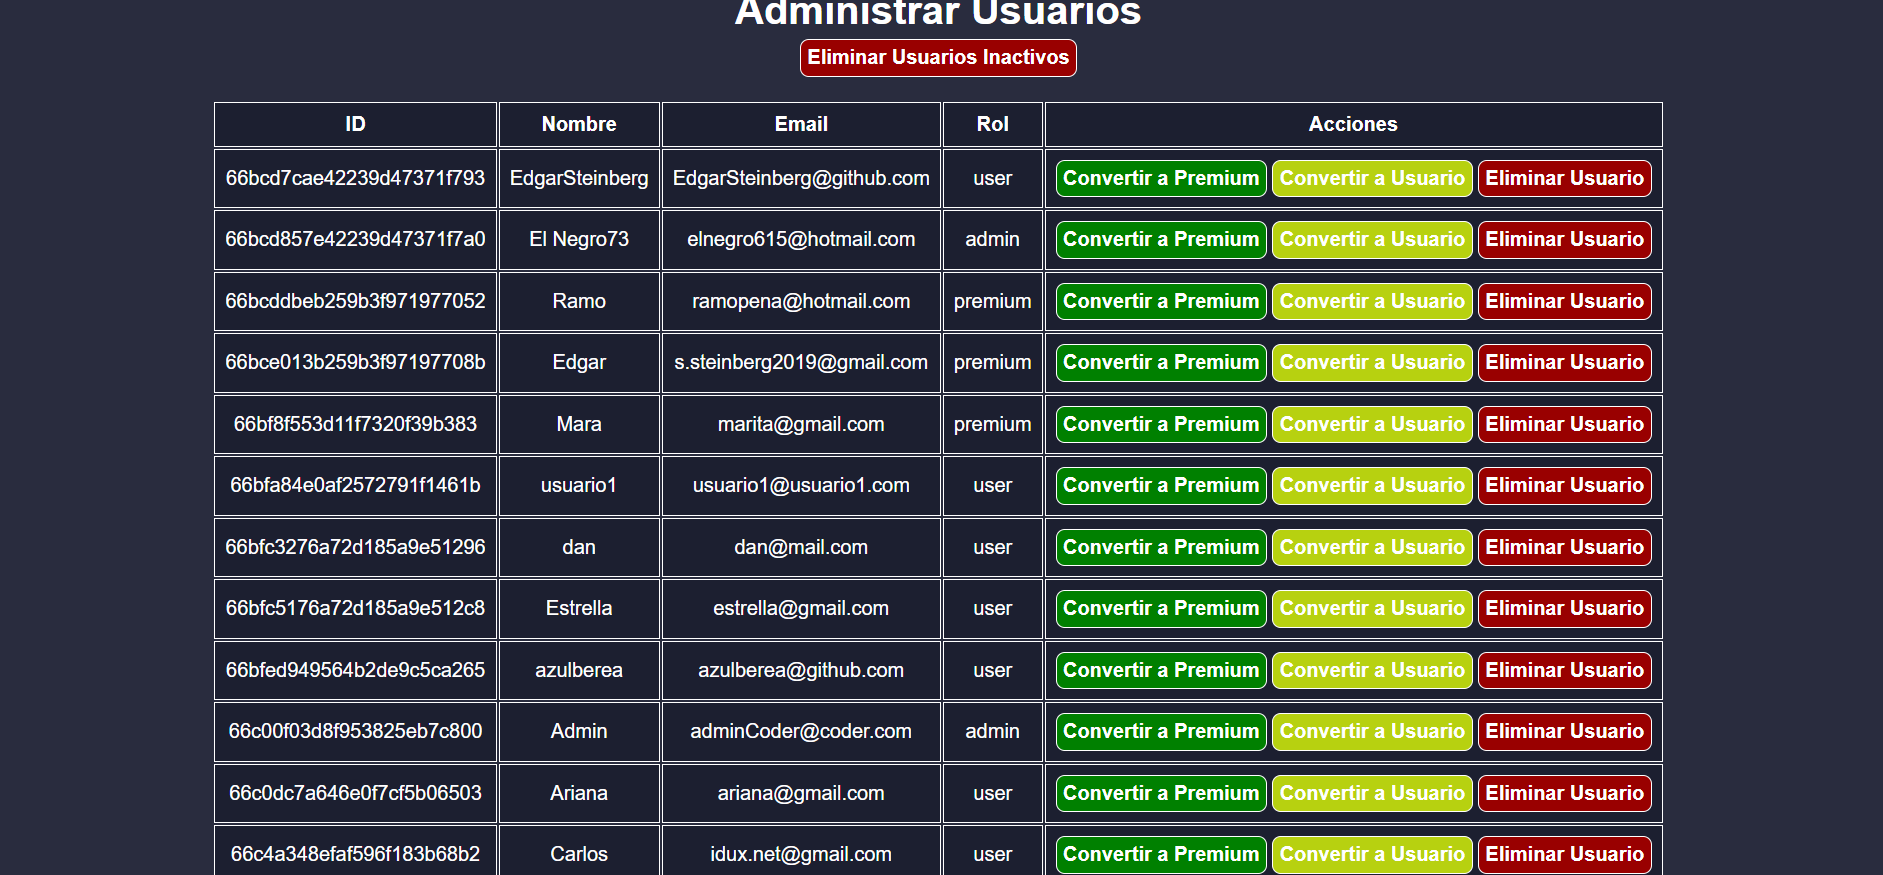 Administrar Usuarios
Eliminar Usuarios Inactivos
ID Nombre Email Rol Acciones
66bcd7cae42239d47371f793 EdgarSteinberg EdgarSteinberg@github.com user Convertir a Premium Convertir a Usuario Eliminar Usuario
66bcd857e42239d47371f7a0 El Negro73 elnegro615@hotmail.com admin Convertir a Premium Convertir a Usuario Eliminar Usuario
66bcddbeb259b3f971977052 Ramo ramopena@hotmail.com premium Convertir a Premium Convertir a Usuario Eliminar Usuario
66bce013b259b3f97197708b Edgar s.steinberg2019@gmail.com premium Convertir a Premium Convertir a Usuario Eliminar Usuario
66bf8f553d11f7320f39b383 Mara marita@gmail.com premium Convertir a Premium Convertir a Usuario Eliminar Usuario
66bfa84e0af2572791f1461b usuario1 usuario1@usuario1.com user Convertir a Premium Convertir a Usuario Eliminar Usuario
66bfc3276a72d185a9e51296 dan dan@mail.com user Convertir a Premium Convertir a Usuario Eliminar Usuario
66bfc5176a72d185a9e512c8 Estrella estrella@gmail.com user Convertir a Premium Convertir a Usuario Eliminar Usuario
66bfed949564b2de9c5ca265 azulberea azulberea@github.com user Convertir a Premium Convertir a Usuario Eliminar Usuario
66c00f03d8f953825eb7c800 Admin adminCoder@coder.com admin Convertir a Premium Convertir a Usuario Eliminar Usuario
66c0dc7a646e0f7cf5b06503 Ariana ariana@gmail.com user Convertir a Premium Convertir a Usuario Eliminar Usuario
66c4a348efaf596f183b68b2 Carlos idux.net@gmail.com user Convertir a Premium Convertir a Usuario Eliminar Usuario